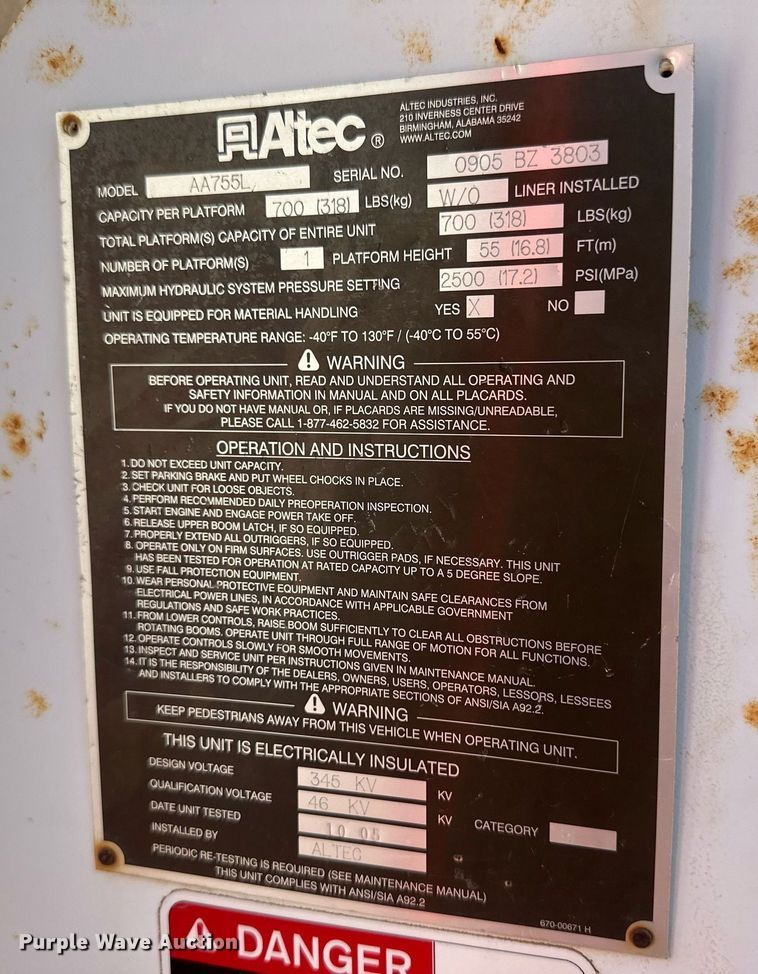 Altec®
ALTEC INDUSTRIES, INC.
210 INVERNESS CENTER DRIVE
BIRMINGHAM, ALABAMA 35242
WWW.ALTEC.COM
MODEL AA755L SERIAL NO. 0905 BZ 3803
CAPACITY PER PLATFORM 700 (318) LBS(kg) W/O LINER INSTALLED
TOTAL PLATFORM(S) CAPACITY OF ENTIRE UNIT 700 (318) LBS(kg)
NUMBER OF PLATFORM(S) 1 PLATFORM HEIGHT 55 (16.8) FT(m)
MAXIMUM HYDRAULIC SYSTEM PRESSURE SETTING 2500 (17.2) PSI(MPa)
UNIT IS EQUIPPED FOR MATERIAL HANDLING YES X NO
OPERATING TEMPERATURE RANGE: -40°F TO 130°F / (-40°C TO 55°C)
WARNING
BEFORE OPERATING UNIT, READ AND UNDERSTAND ALL OPERATING AND
SAFETY INFORMATION IN MANUAL AND ON ALL PLACARDS.
IF YOU DO NOT HAVE MANUAL OR, IF PLACARDS ARE MISSING/UNREADABLE,
PLEASE CALL 1-877-462-5832 FOR ASSISTANCE.
OPERATION AND INSTRUCTIONS
1. DO NOT EXCEED UNIT CAPACITY.
2. SET PARKING BRAKE AND PUT WHEEL CHOCKS IN PLACE.
3. CHECK UNIT FOR LOOSE OBJECTS.
4. PERFORM RECOMMENDED DAILY PREOPERATION INSPECTION.
5. START ENGINE AND ENGAGE POWER TAKE OFF.
6. RELEASE UPPER BOOM LATCH, IF SO EQUIPPED.
7. PROPERLY EXTEND ALL OUTRIGGERS, IF SO EQUIPPED.
8. OPERATE ONLY ON FIRM SURFACES. USE OUTRIGGER PADS, IF NECESSARY. THIS UNIT
HAS BEEN TESTED FOR OPERATION AT RATED CAPACITY UP TO A 5 DEGREE SLOPE.
9. USE FALL PROTECTION EQUIPMENT.
10. WEAR PERSONAL PROTECTIVE EQUIPMENT AND MAINTAIN SAFE CLEARANCES FROM
ELECTRICAL POWER LINES, IN ACCORDANCE WITH APPLICABLE GOVERNMENT
REGULATIONS AND SAFE WORK PRACTICES.
11. FROM LOWER CONTROLS, RAISE BOOM SUFFICIENTLY TO CLEAR ALL OBSTRUCTIONS BEFORE
ROTATING BOOMS. OPERATE UNIT THROUGH FULL RANGE OF MOTION FOR ALL FUNCTIONS.
12. OPERATE CONTROLS SLOWLY FOR SMOOTH MOVEMENTS.
13. INSPECT AND SERVICE UNIT PER INSTRUCTIONS GIVEN IN MAINTENANCE MANUAL.
14. IT IS THE RESPONSIBILITY OF THE DEALERS, OWNERS, USERS, OPERATORS, LESSORS, LESSEES
AND INSTALLERS TO COMPLY WITH THE APPROPRIATE SECTIONS OF ANSI/SIA A92.2.
WARNING
KEEP PEDESTRIANS AWAY FROM THIS VEHICLE WHEN OPERATING UNIT.
THIS UNIT IS ELECTRICALLY INSULATED
DESIGN VOLTAGE 345 KV KV
QUALIFICATION VOLTAGE 46 KV KV CATEGORY
DATE UNIT TESTED 10 05
INSTALLED BY ALTEC
PERIODIC RE-TESTING IS REQUIRED (SEE MAINTENANCE MANUAL)
THIS UNIT COMPLIES WITH ANSI/SIA A92.2
670-00671 H
DANGER
Purple Wave Auction